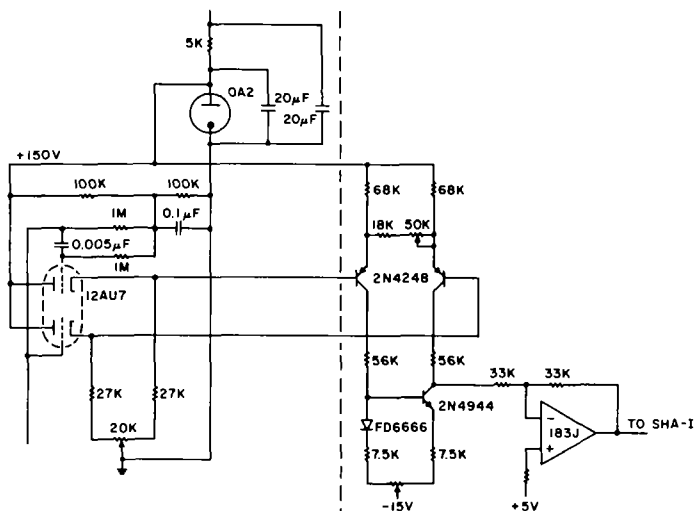 5K
OA2
20µF
20µF
+150V
100K
100K
68K
68K
1M
0.1µF
18K
50K
0.005µF
1M
2N4248
12AU7
56K
56K
27K
27K
33K
33K
2N4944
20K
FD6666
183J
−
+
TO SHA-I
7.5K
7.5K
-15V
+5V